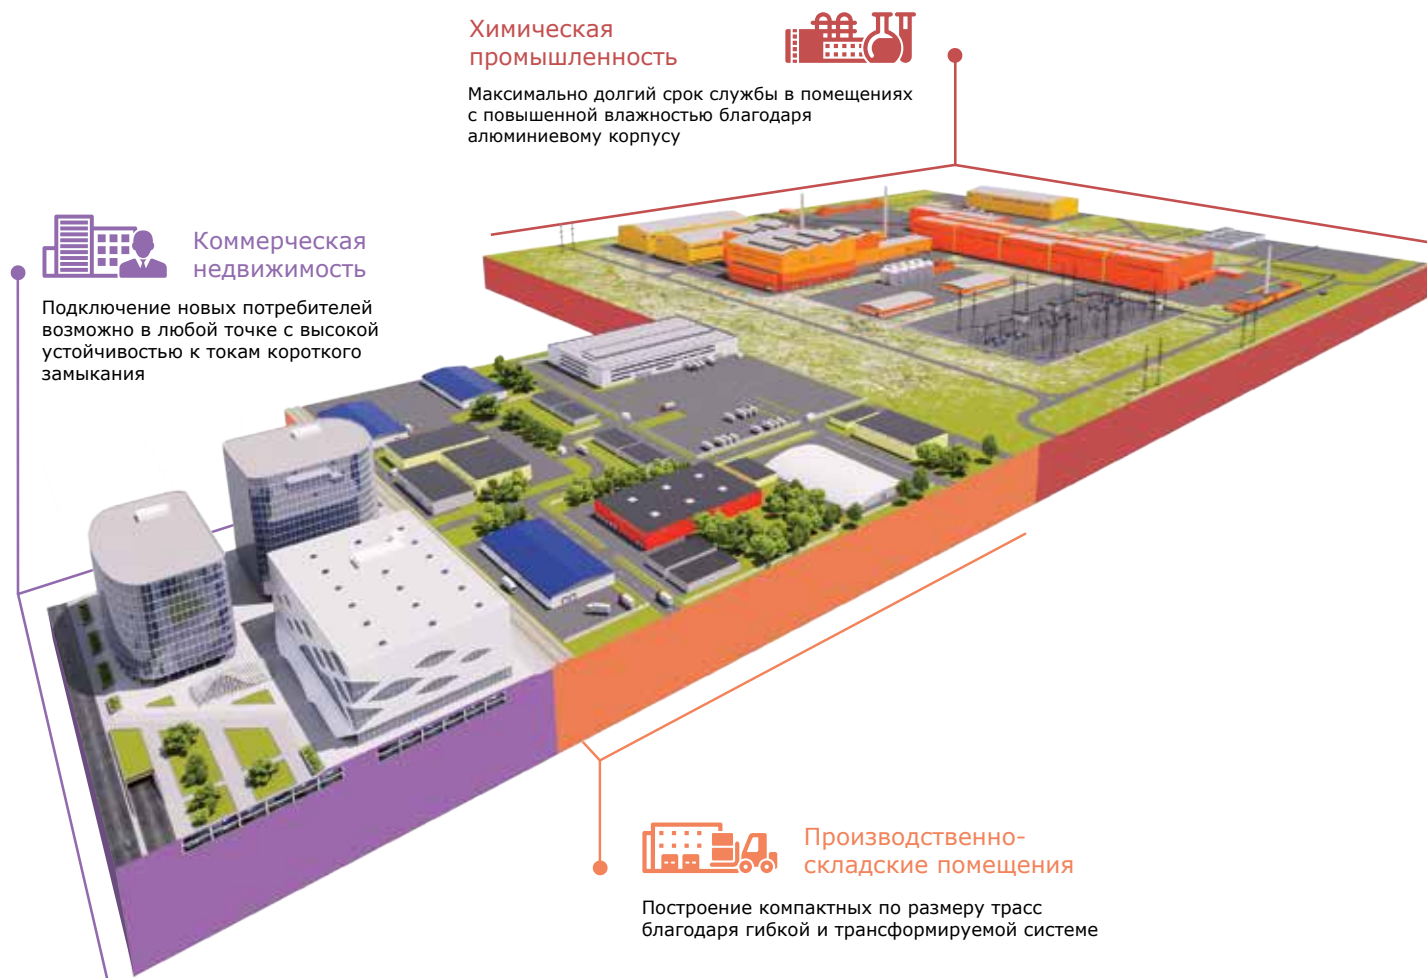 Химическая
промышленность
Максимально долгий срок службы в помещениях
с повышенной влажностью благодаря
алюминиевому корпусу
Коммерческая
недвижимость
Подключение новых потребителей
возможно в любой точке с высокой
устойчивостью к токам короткого
замыкания
Производственно-
складские помещения
Построение компактных по размеру трасс
благодаря гибкой и трансформируемой системе